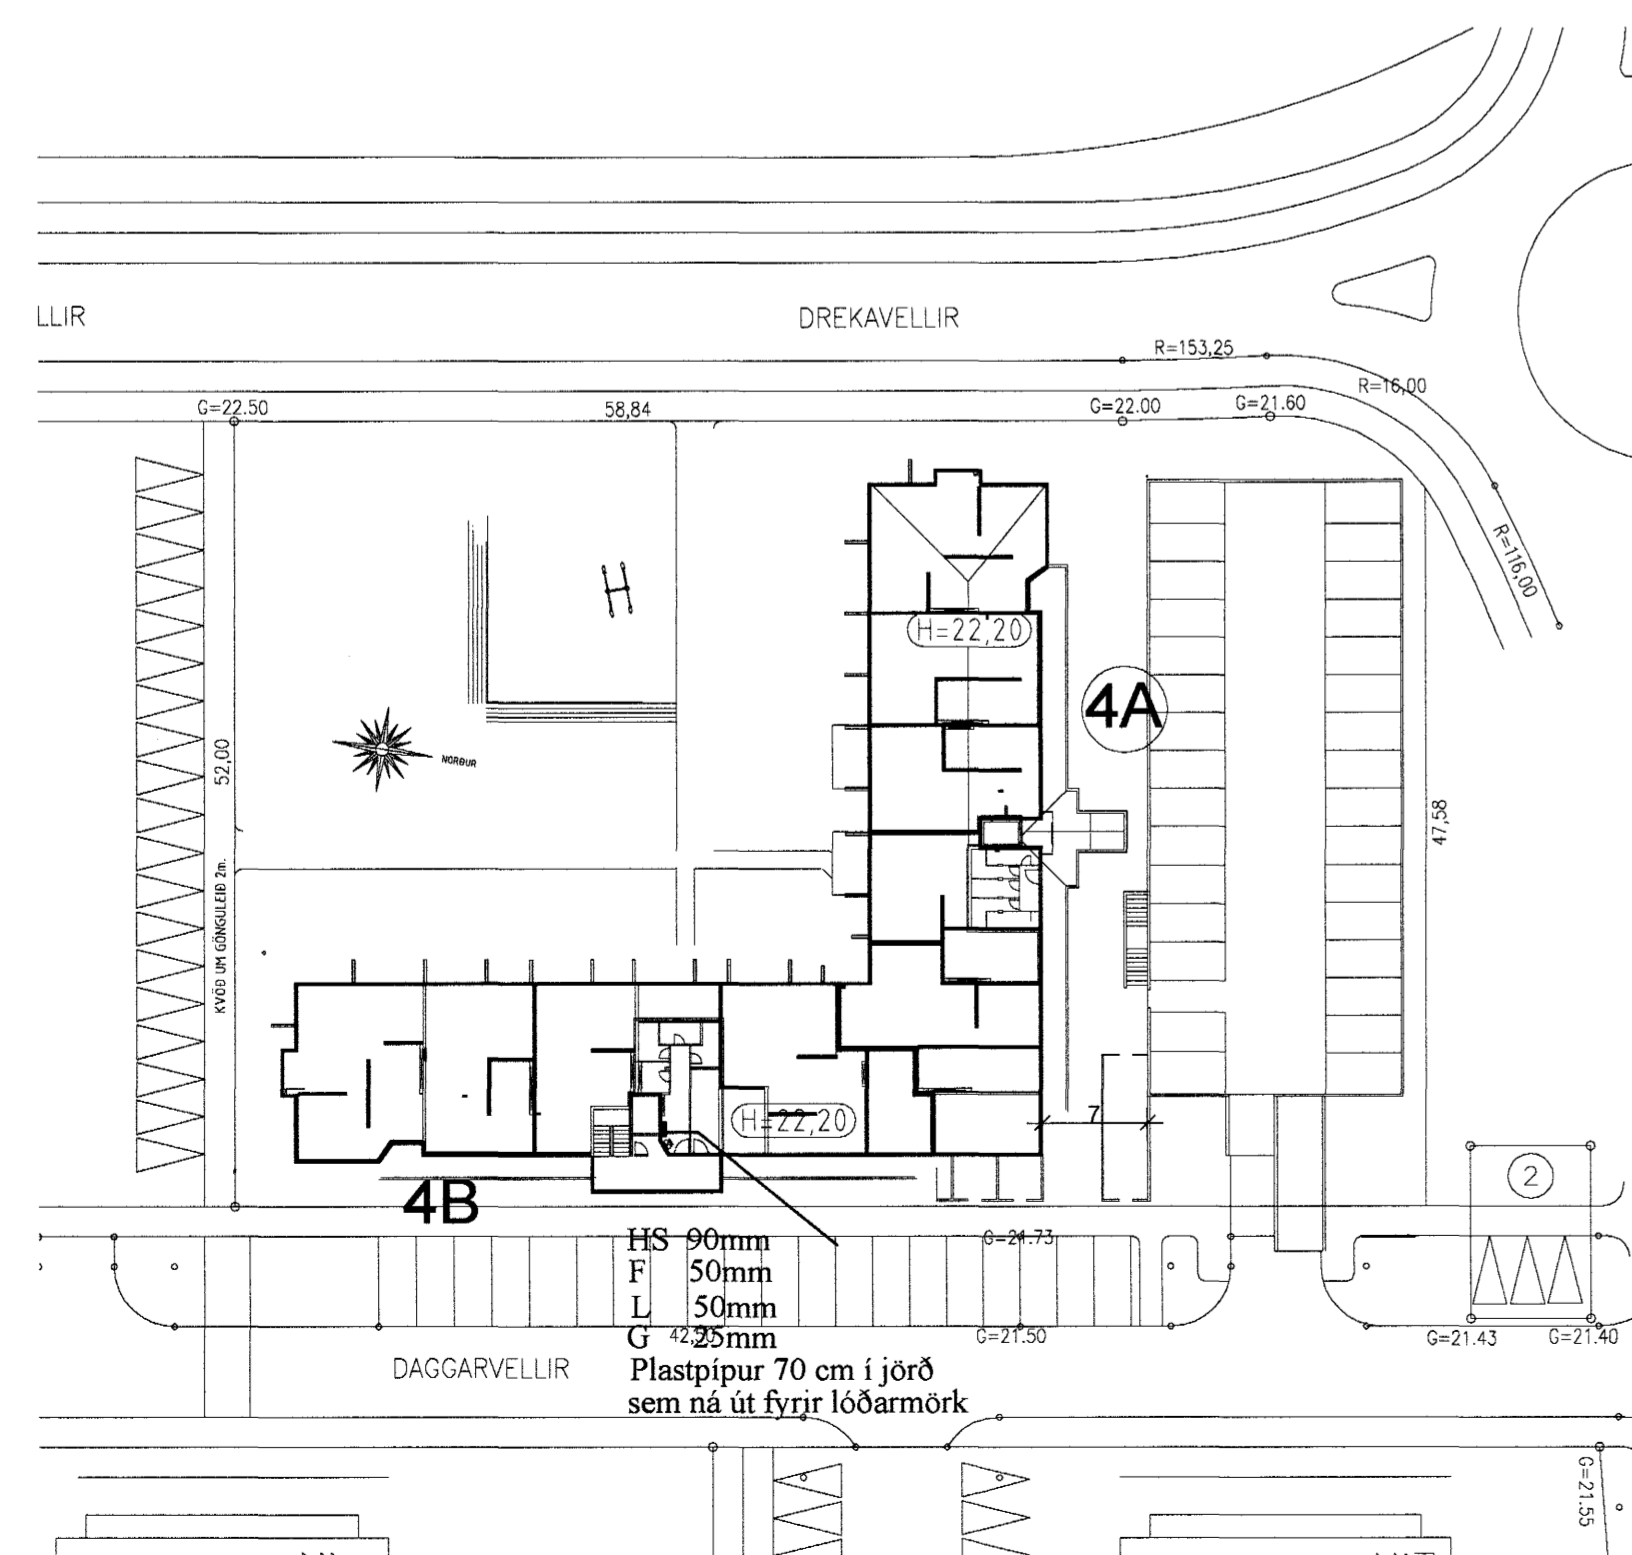 LLIR
DREKAVELLIR
R=153,25
R=16,00
G=22.50
58,84
G=22.00
G=21.60
R=116,00
H=22,20
4A
52,00
NORÐUR
47,58
KVÖÐ UM GÖNGULEIÐ 2m.
H=22,20
7
4B
2
HS 90mm
G=21.73
F 50mm
L 50mm
G 25mm
G=21.50
G=21.43
G=21.40
DAGGARVELLIR
Plastpípur 70 cm í jörð
sem ná út fyrir lóðarmörk
G=21.55